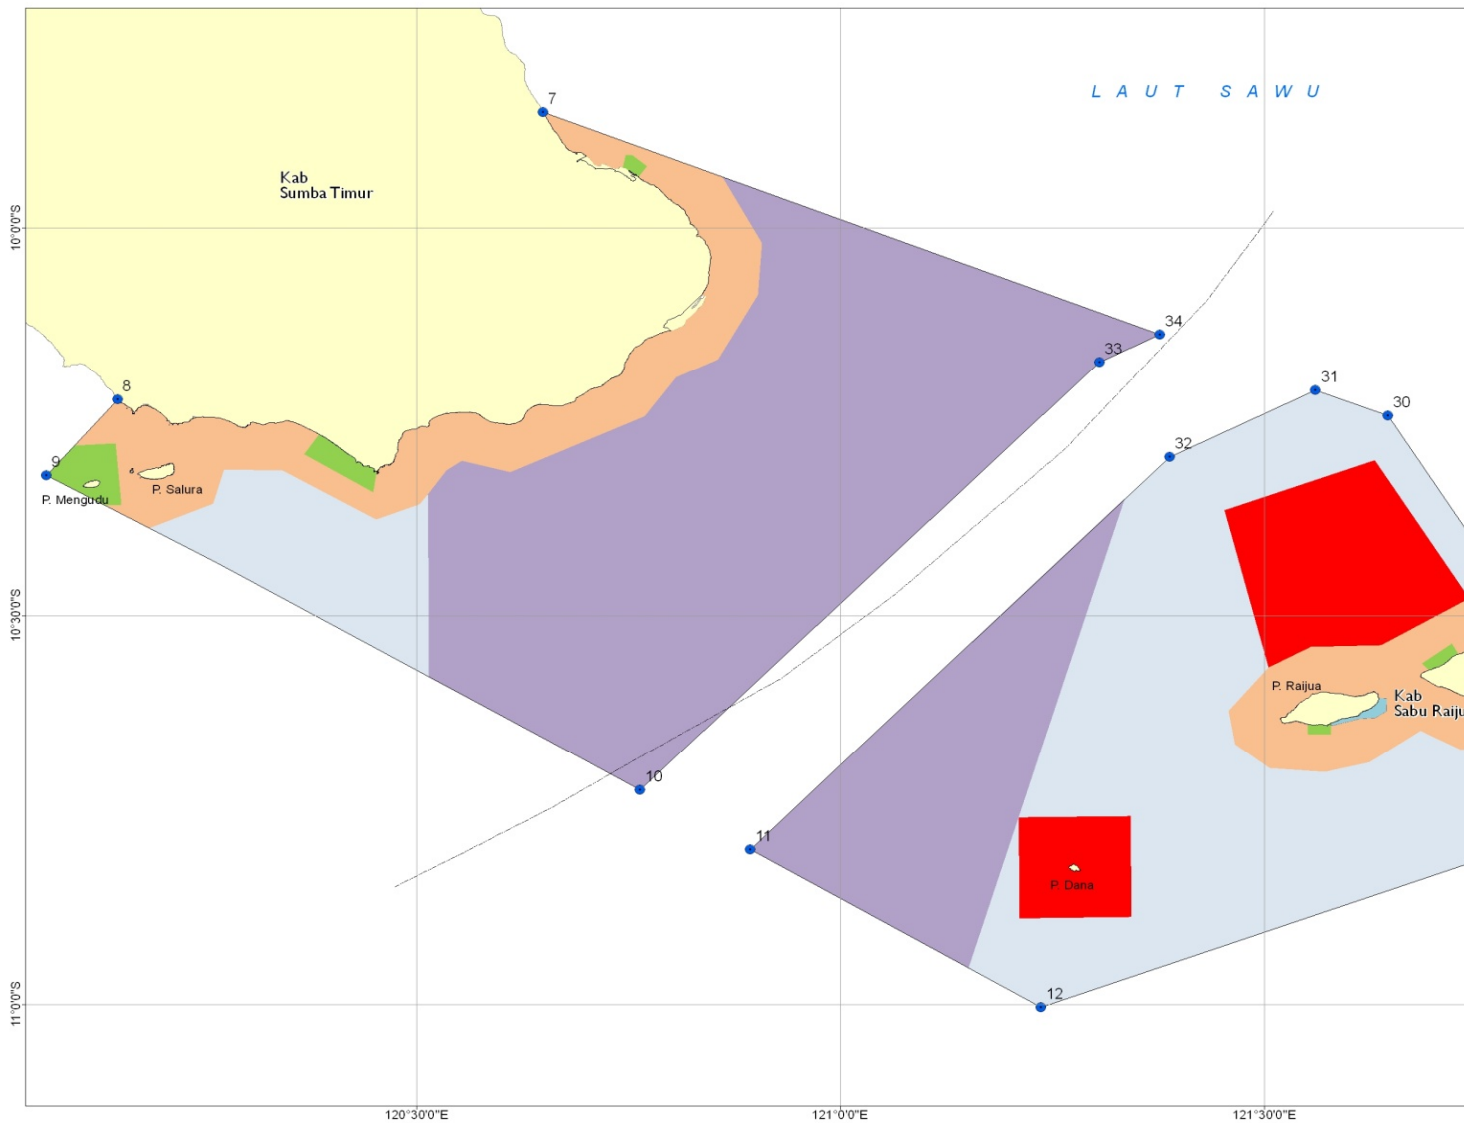 7
L A U T S A W U
Kab
Sumba Timur
10°0'0"S
34
33
8
31
30
32
9
P. Salura
P. Mengudu
10°30'0"S
P. Raijua
Kab
Sabu Raiju
10
11
P. Dana
12
11°0'0"S
120°30'0"E
121°0'0"E
121°30'0"E